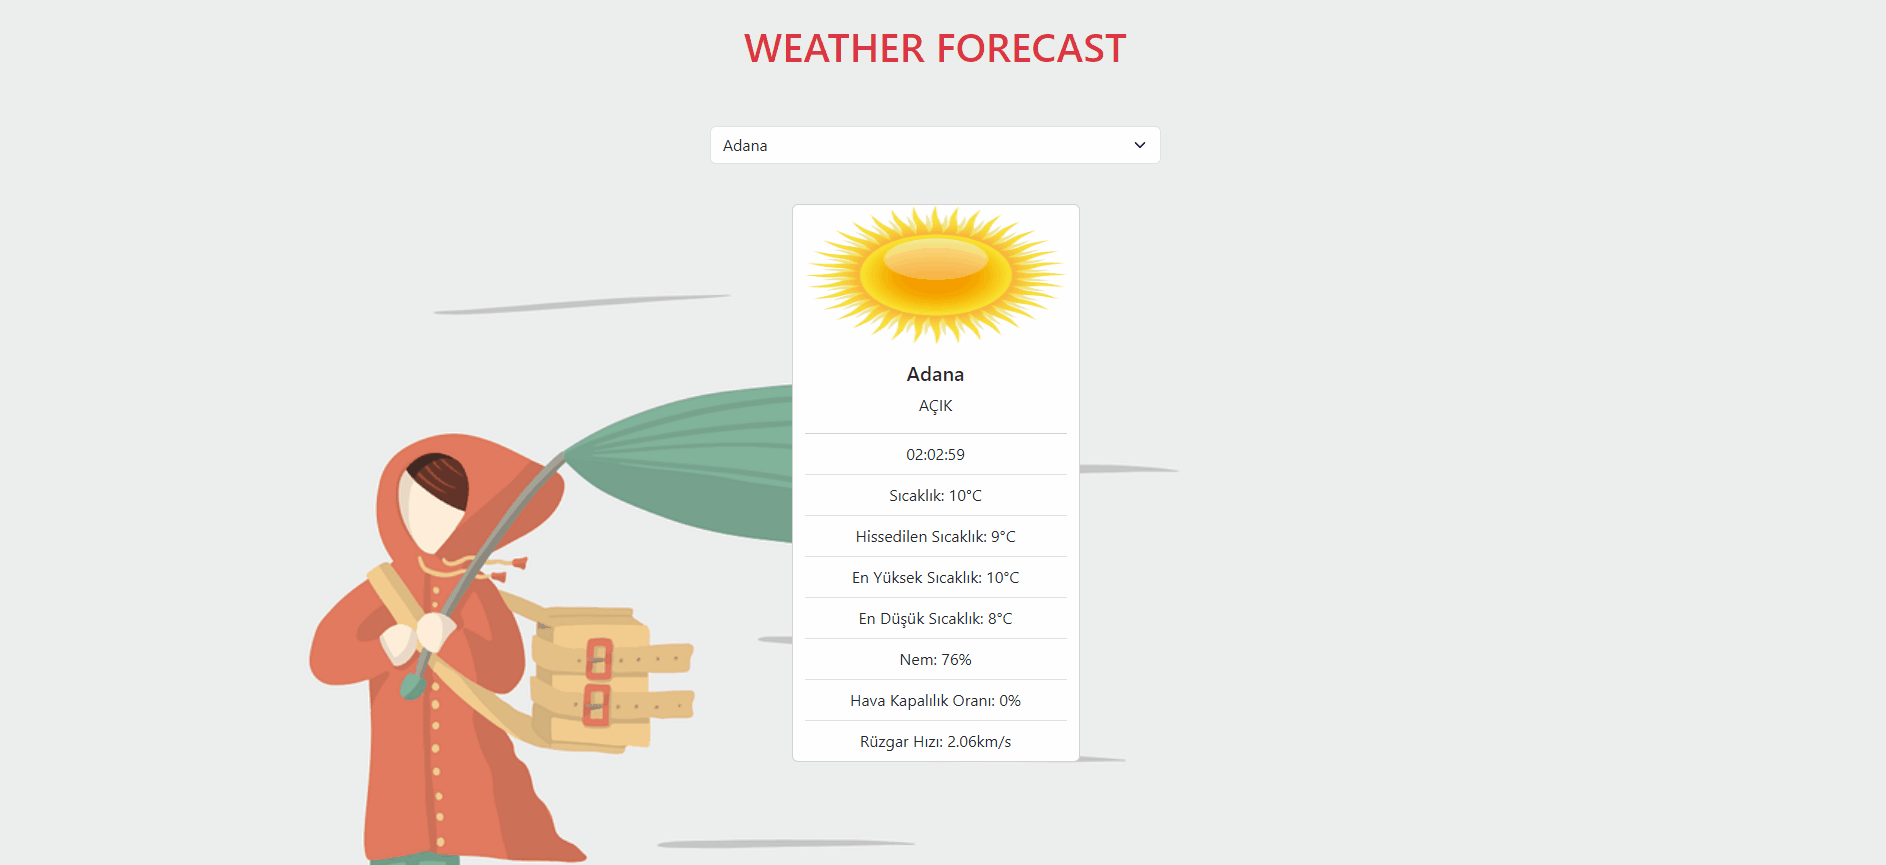 WEATHER FORECAST
Adana
Adana
AÇIK
02:02:59
Sıcaklık: 10°C
Hissedilen Sıcaklık: 9°C
En Yüksek Sıcaklık: 10°C
En Düşük Sıcaklık: 8°C
Nem: 76%
Hava Kapalılık Oranı: 0%
Rüzgar Hızı: 2.06km/s